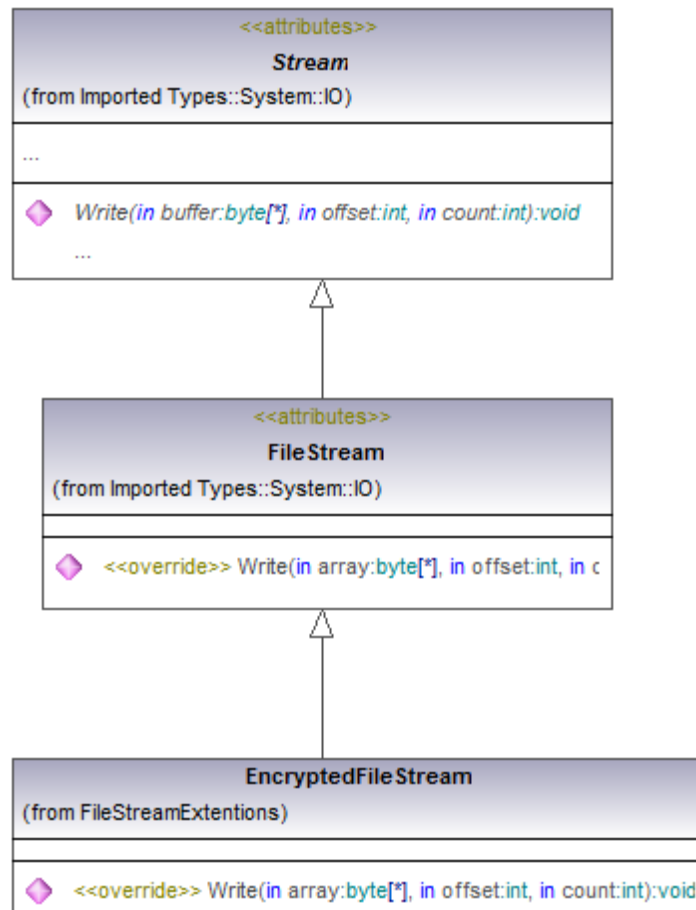 <<attributes>>
Stream
(from Imported Types::System::IO)
...
Write(in buffer:byte[*], in offset:int, in count:int):void
...
<<attributes>>
FileStream
(from Imported Types::System::IO)
<<override>> Write(in array:byte[*], in offset:int, in c
EncryptedFileStream
(from FileStreamExtentions)
<<override>> Write(in array:byte[*], in offset:int, in count:int):void